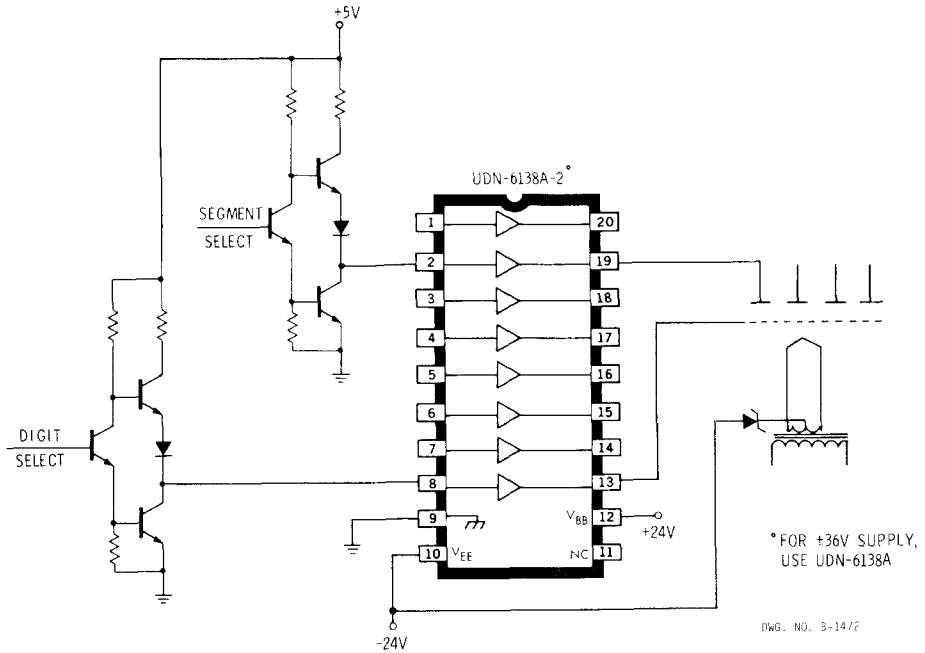 +5V
UDN-6138A-2*
SEGMENT
SELECT
DIGIT
SELECT
1
2
3
4
5
6
7
8
9
10
20
19
18
17
16
15
14
13
12
11
VBB
VEE
NC
+24V
-24V
*FOR ±36V SUPPLY,
USE UDN-6138A
DWG. NO. B-1472